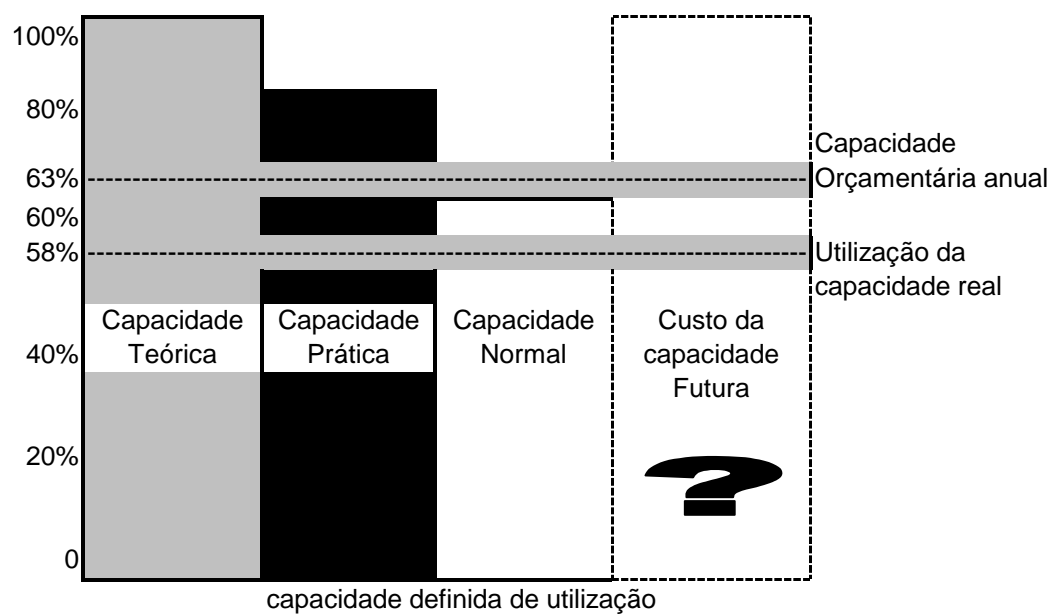 100%
80%
63%
60%
58%
40%
20%
0
Capacidade
Orçamentária anual
Utilização da
capacidade real
Capacidade
Teórica
Capacidade
Prática
Capacidade
Normal
Custo da
capacidade
Futura
?
capacidade definida de utilização